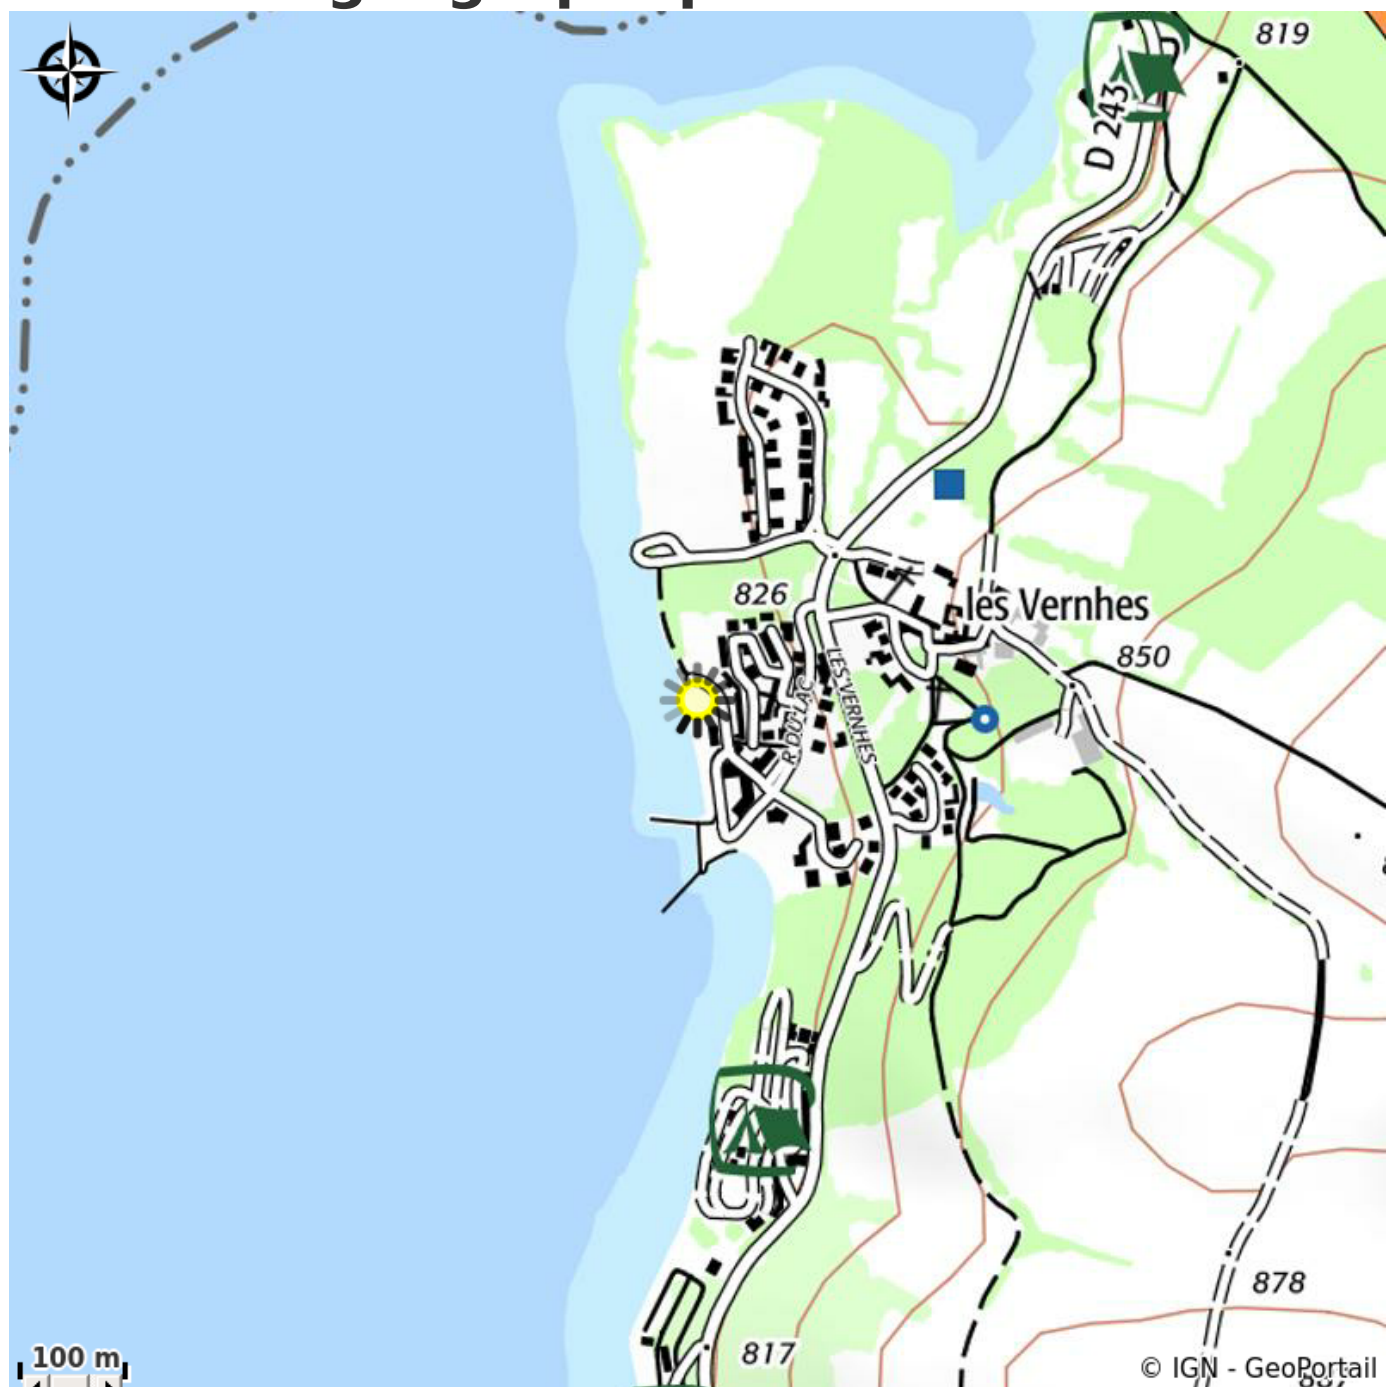 819
D 243
826
les Vernhes
850
LES VERNHES
R DU LAC
878
817
100 m
© IGN - GeoPortail